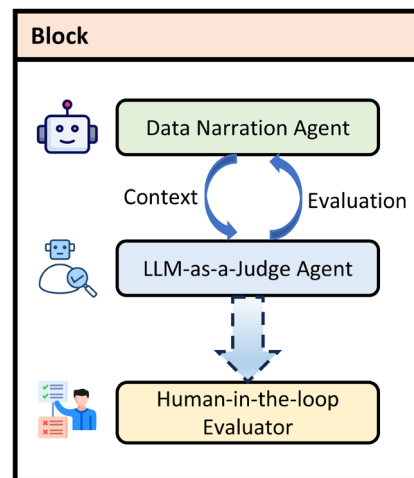 Block
Data Narration Agent
Context
Evaluation
LLM-as-a-Judge Agent
Human-in-the-loop
Evaluator